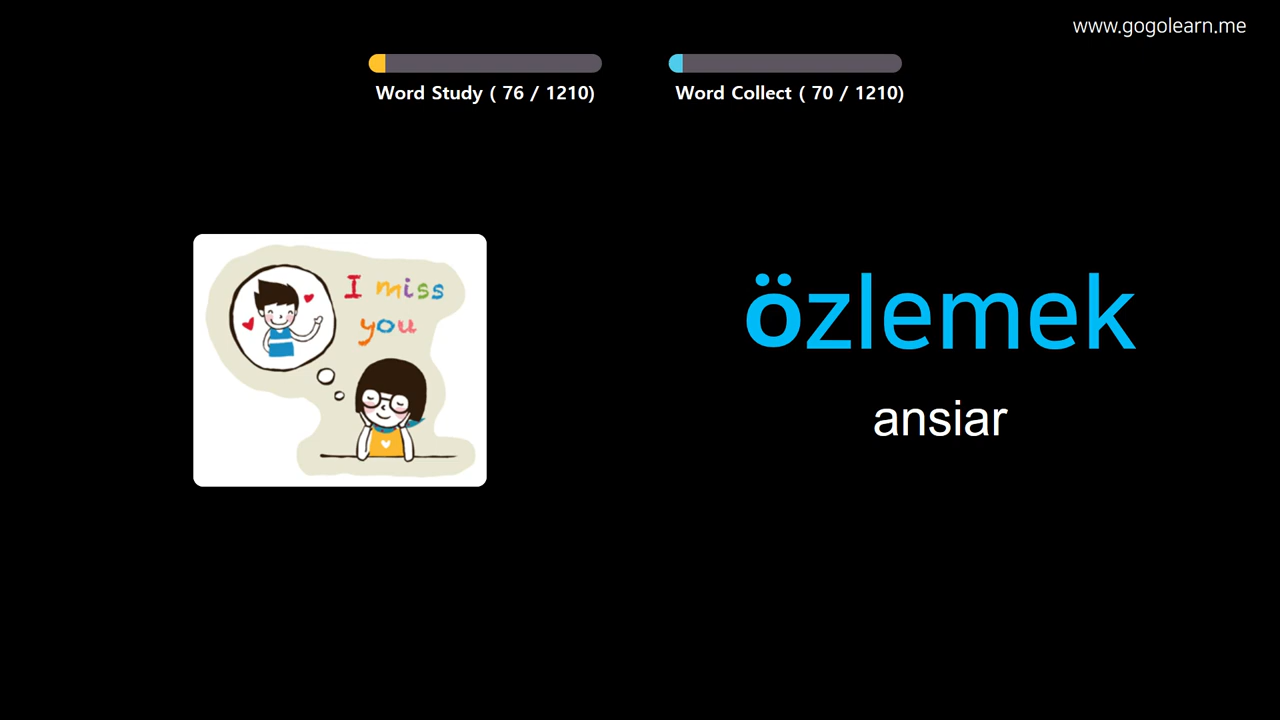 www.gogolearn.me
Word Study ( 76 / 1210)
Word Collect ( 70 / 1210)
I miss
you
özlemek
ansiar